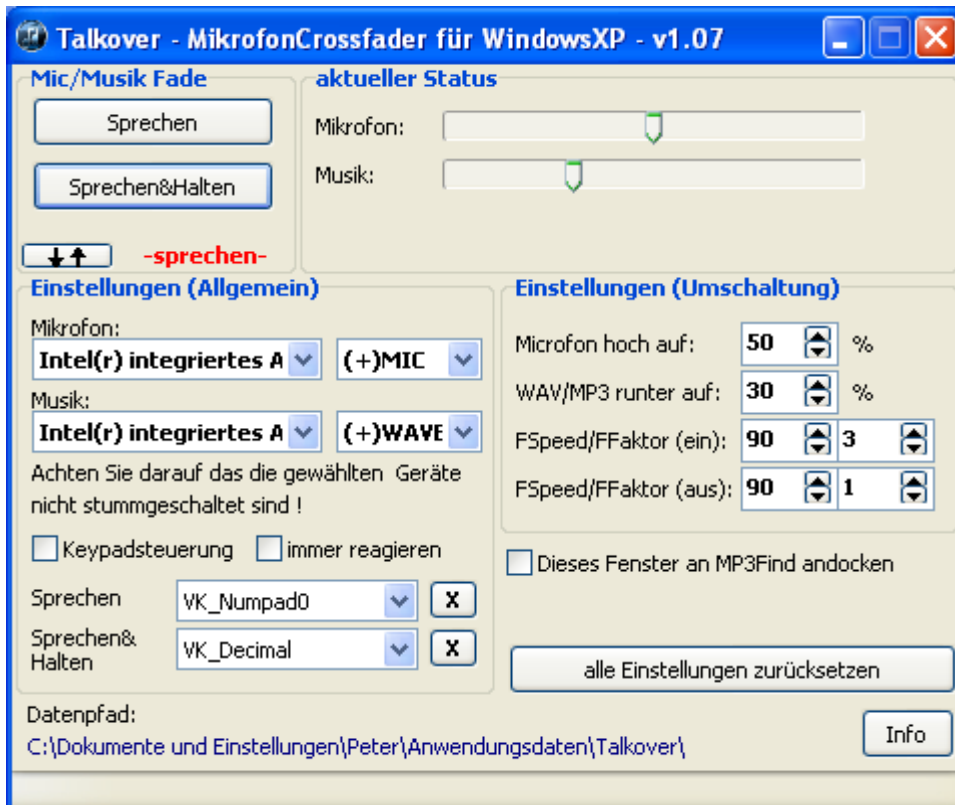 Talkover - MikrofonCrossfader für WindowsXP - v1.07
Mic/Musik Fade
Sprechen
Sprechen&Halten
-sprechen-
aktueller Status
Mikrofon:
Musik:
Einstellungen (Allgemein)
Mikrofon:
Intel(r) integriertes A (+)MIC
Musik:
Intel(r) integriertes A (+)WAVE
Achten Sie darauf das die gewählten Geräte
nicht stummgeschaltet sind !
Keypadsteuerung immer reagieren
Sprechen VK_Numpad0 X
Sprechen&
Halten VK_Decimal X
Einstellungen (Umschaltung)
Microfon hoch auf: 50 %
WAV/MP3 runter auf: 30 %
FSpeed/FFaktor (ein): 90 3
FSpeed/FFaktor (aus): 90 1
Dieses Fenster an MP3Find andocken
alle Einstellungen zurücksetzen
Datenpfad:
C:\Dokumente und Einstellungen\Peter\Anwendungsdaten\Talkover\
Info